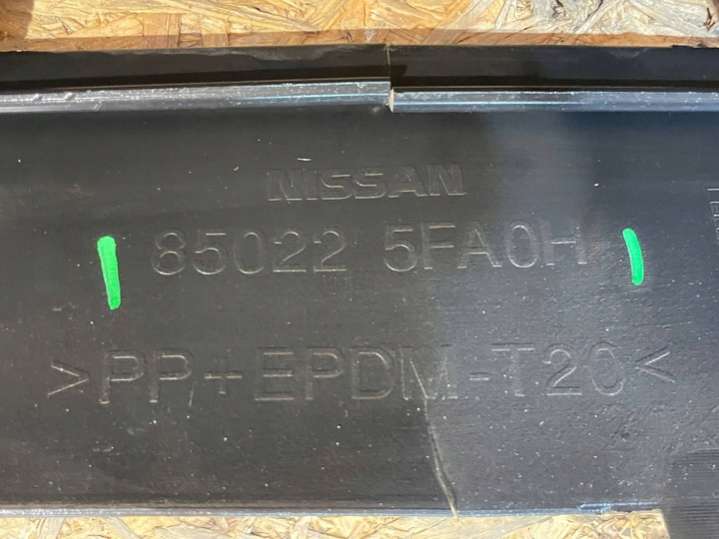 NISSAN
85022 5FA0H
>PP+EPDM-T20<